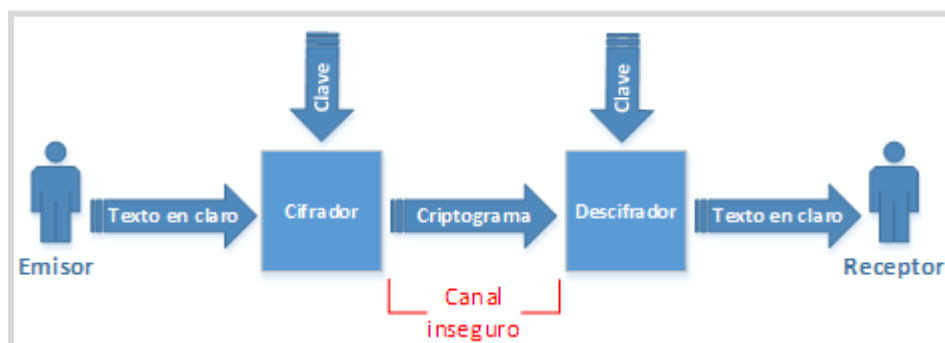 Clave
Clave
Texto en claro
Cifrador
Criptograma
Descifrador
Texto en claro
Emisor
Receptor
Canal
inseguro